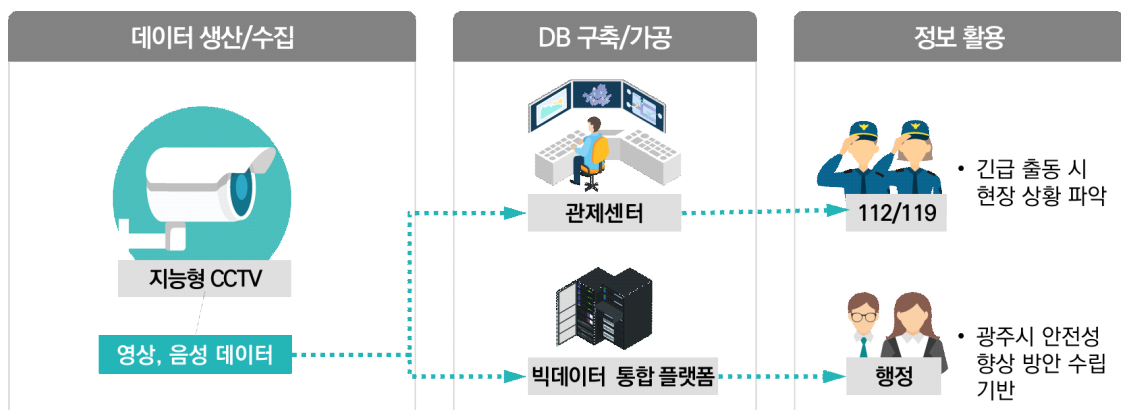 데이터 생산/수집
지능형 CCTV
영상, 음성 데이터
DB 구축/가공
관제센터
빅데이터 통합 플랫폼
정보 활용
112/119
• 긴급 출동 시
현장 상황 파악
행정
• 광주시 안전성
향상 방안 수립
기반